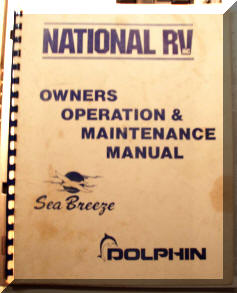 NATIONAL RV INC
OWNERS
OPERATION &
MAINTENANCE
MANUAL
Sea Breeze
DOLPHIN